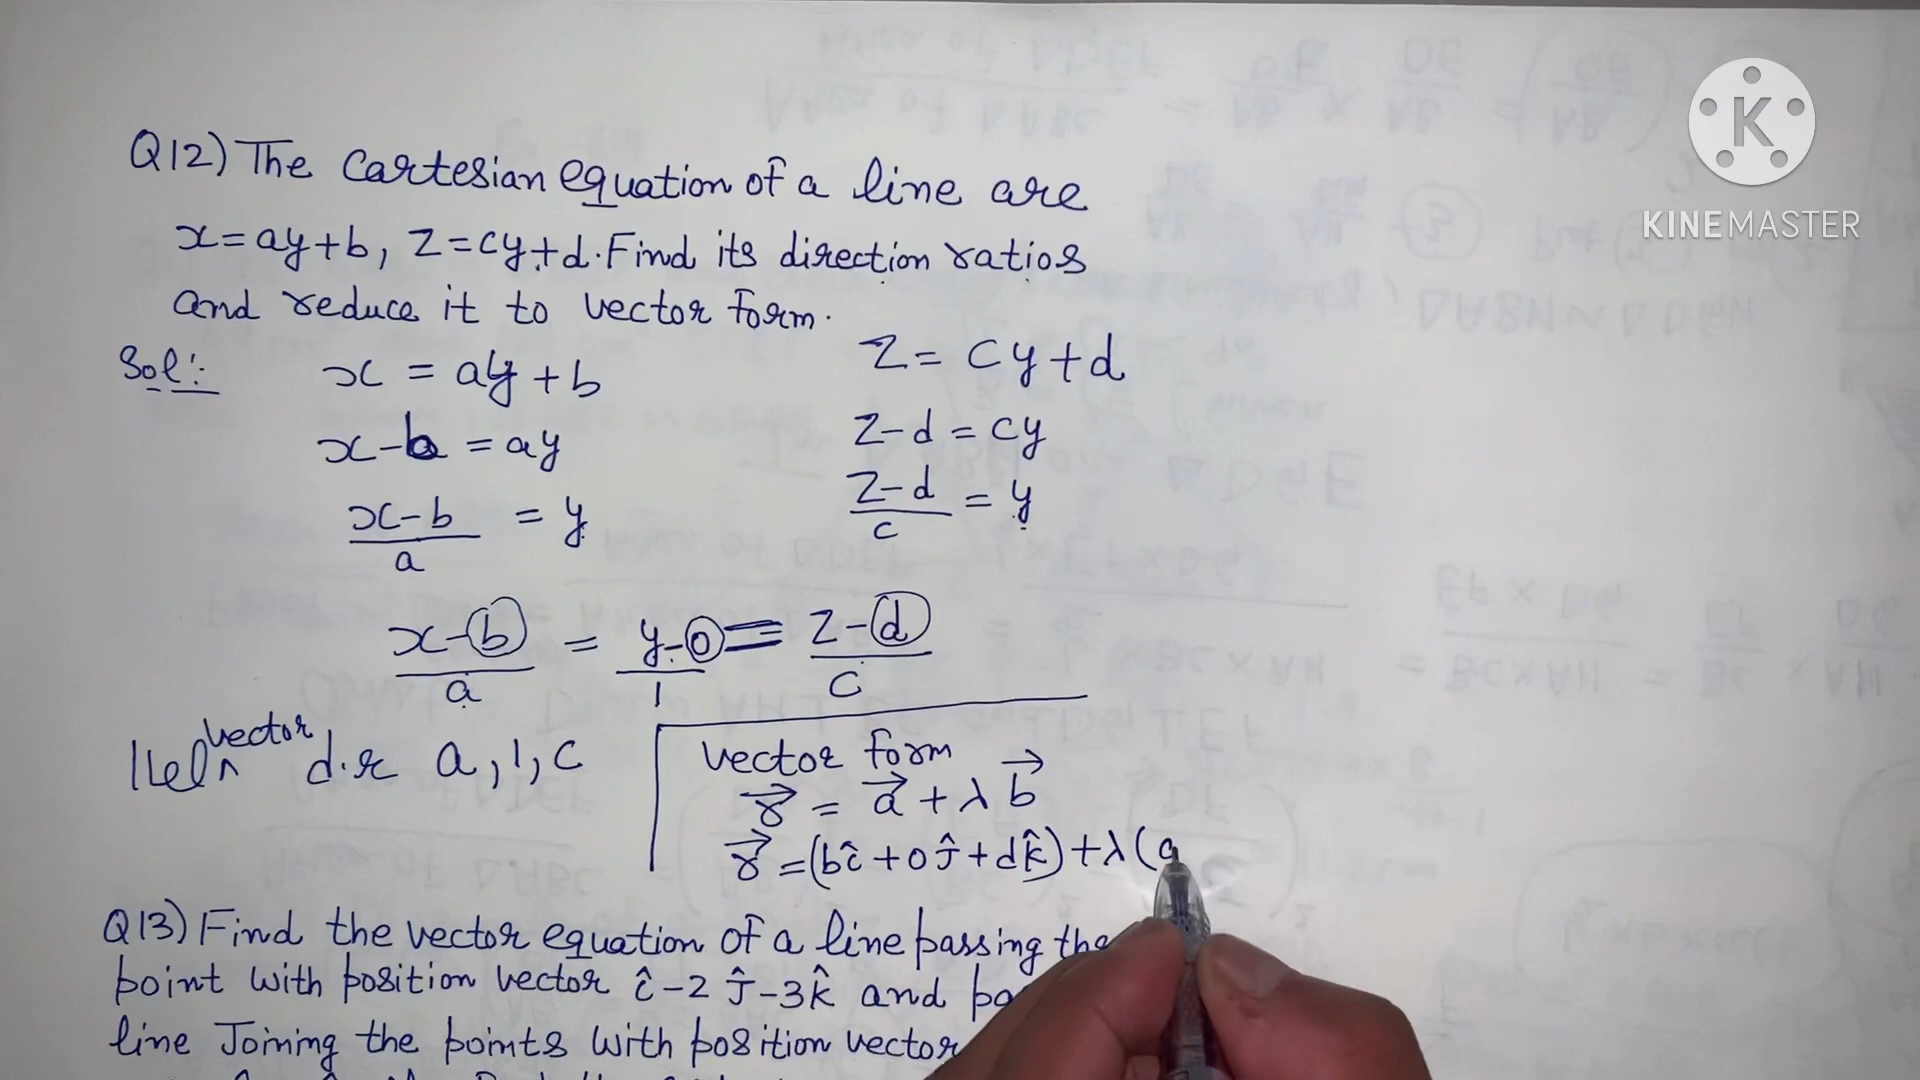 Q12) The Cartesian equation of a line are
x = ay + b, z = cy + d. Find its direction ratios
and reduce it to vector form.
Sol:
x = ay + b
x - b = ay
x - b / a = y
z = cy + d
z - d = cy
z - d / c = y
x - b / a = y - 0 / 1 = z - d / c
llel vector d.r a, 1, c
Vector form
r⃗ = a⃗ + λ b⃗
r⃗ = (bî + 0ĵ + dk̂) + λ(a
Q13) Find the vector equation of a line passing
point with position vector î - 2ĵ - 3k̂ and
line Joining the points with position vector
K
KINEMASTER